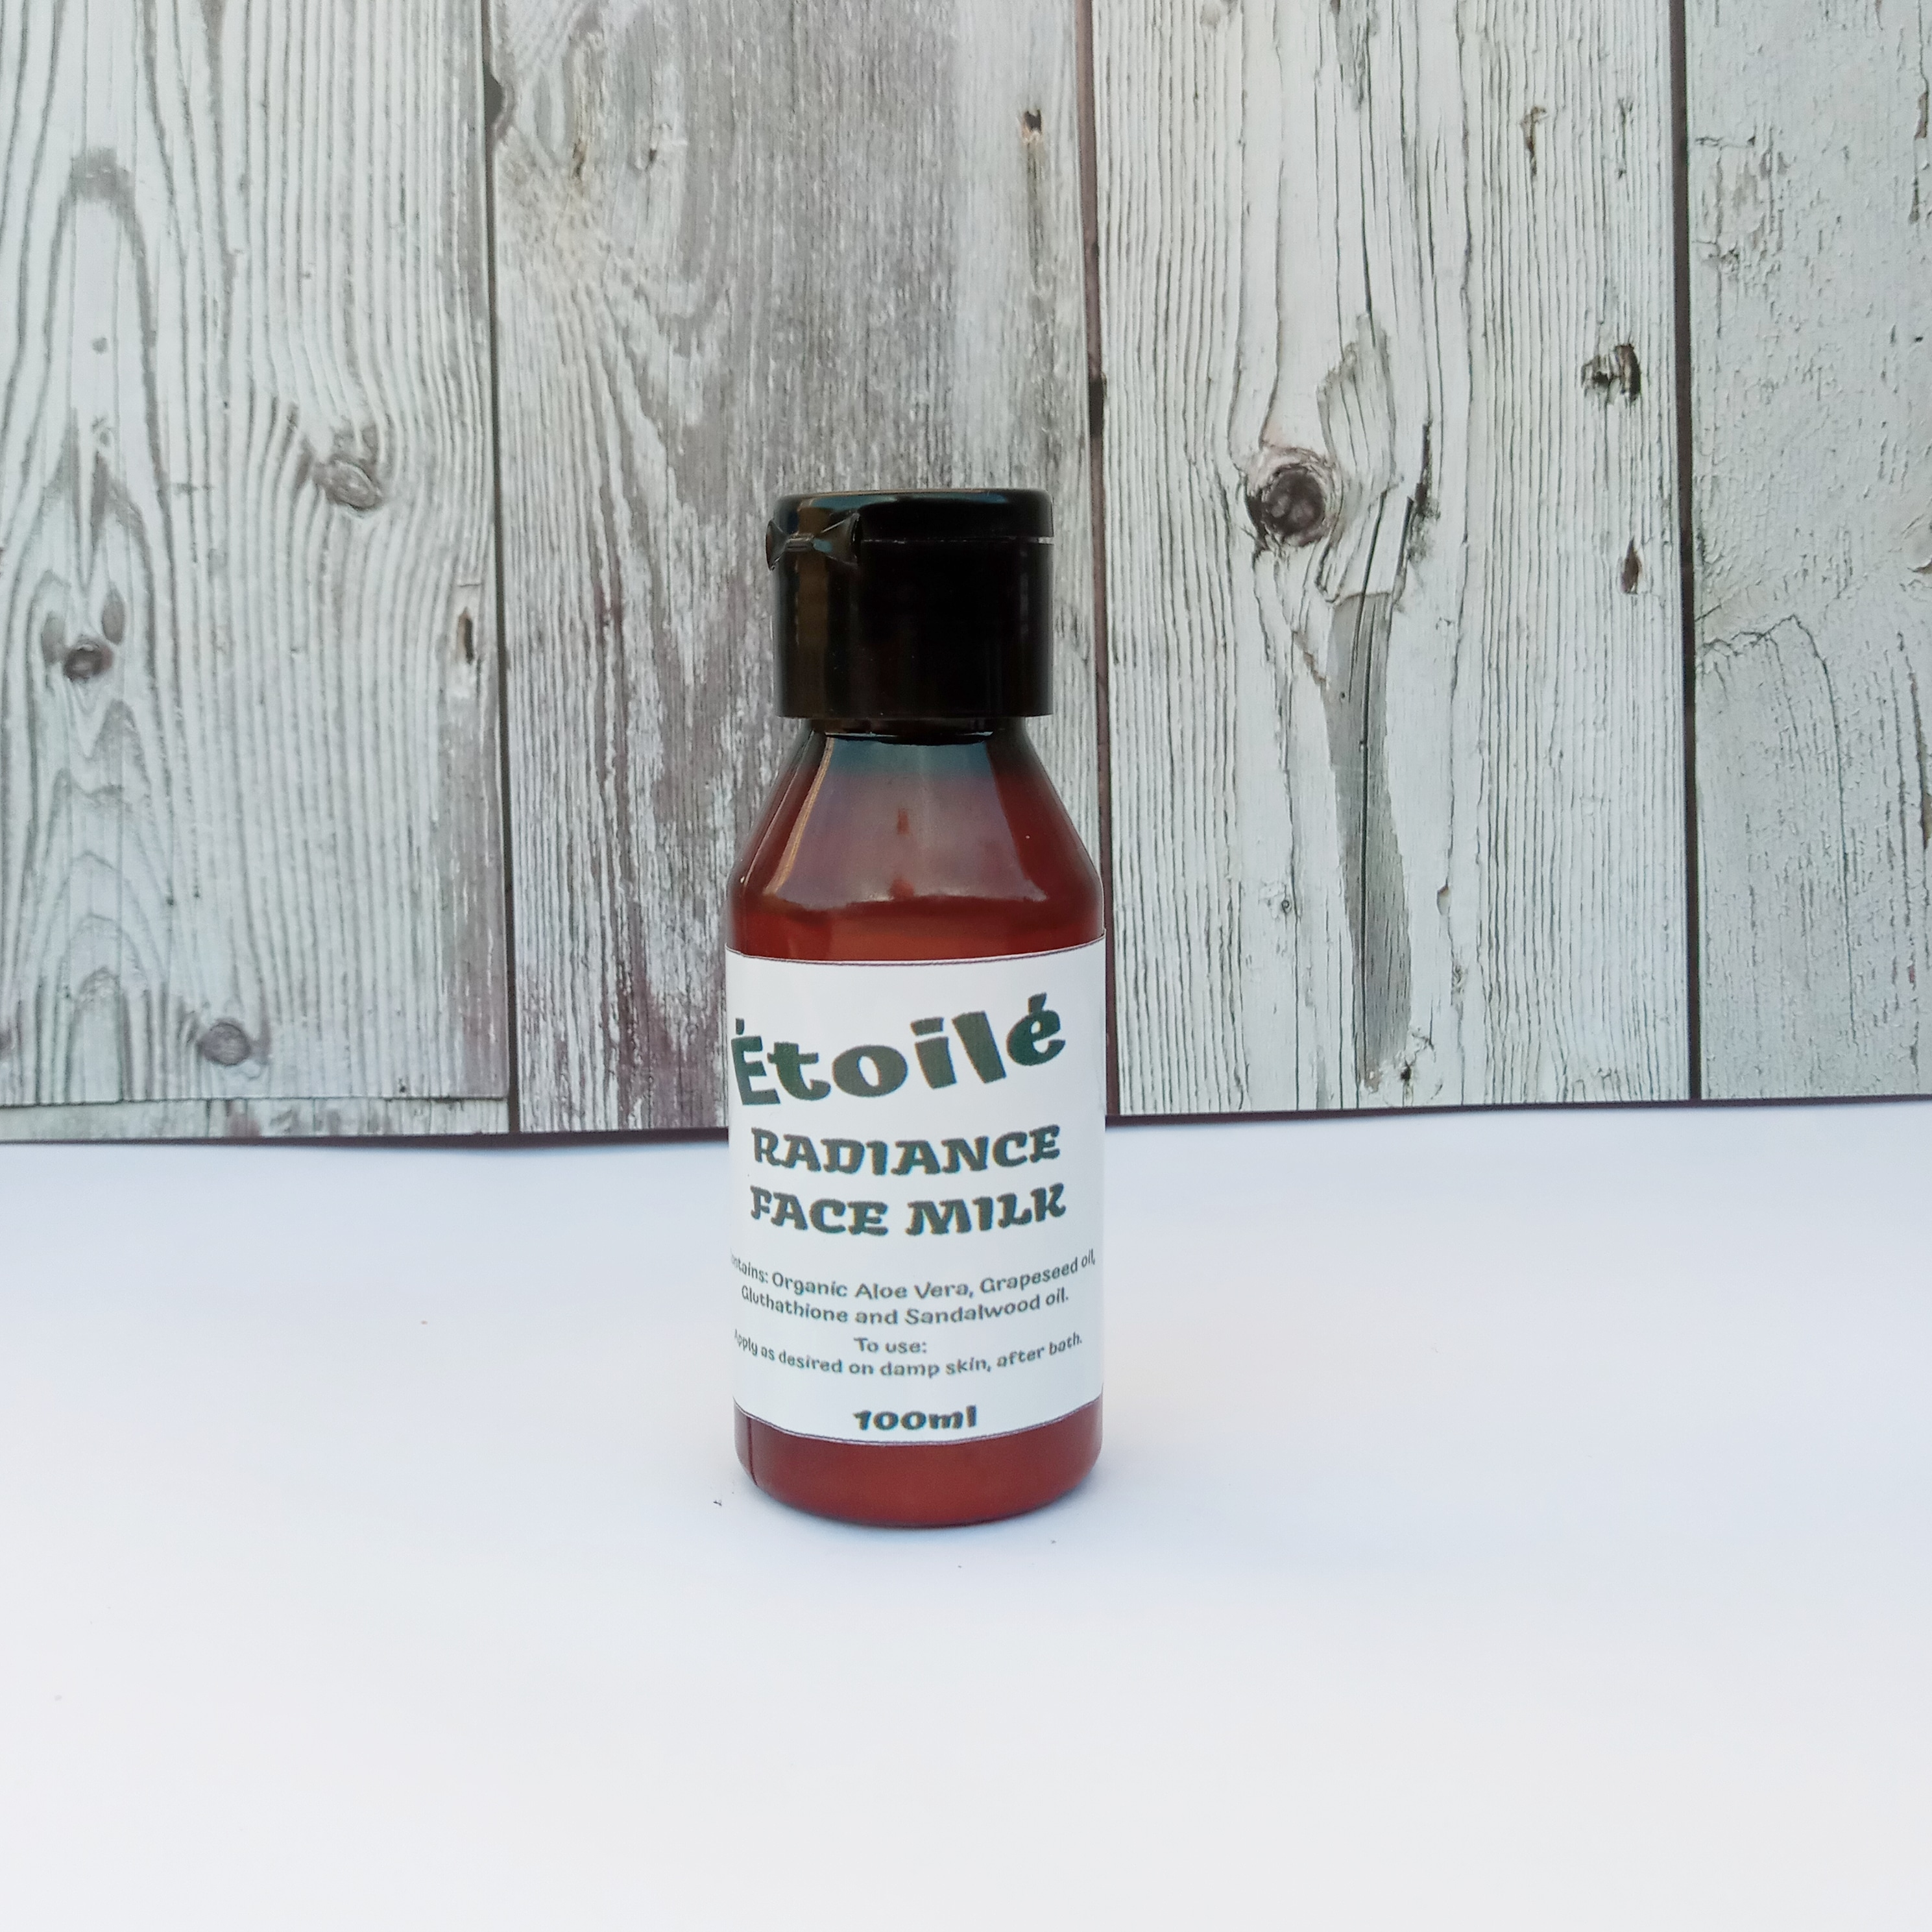 Étoilé
RADIANCE
FACE MILK
Organic Aloe Vera, Grapeseed oil,
Gluthathione and Sandalwood oil.
To use:
Apply as desired on damp skin, after bath.
100ml